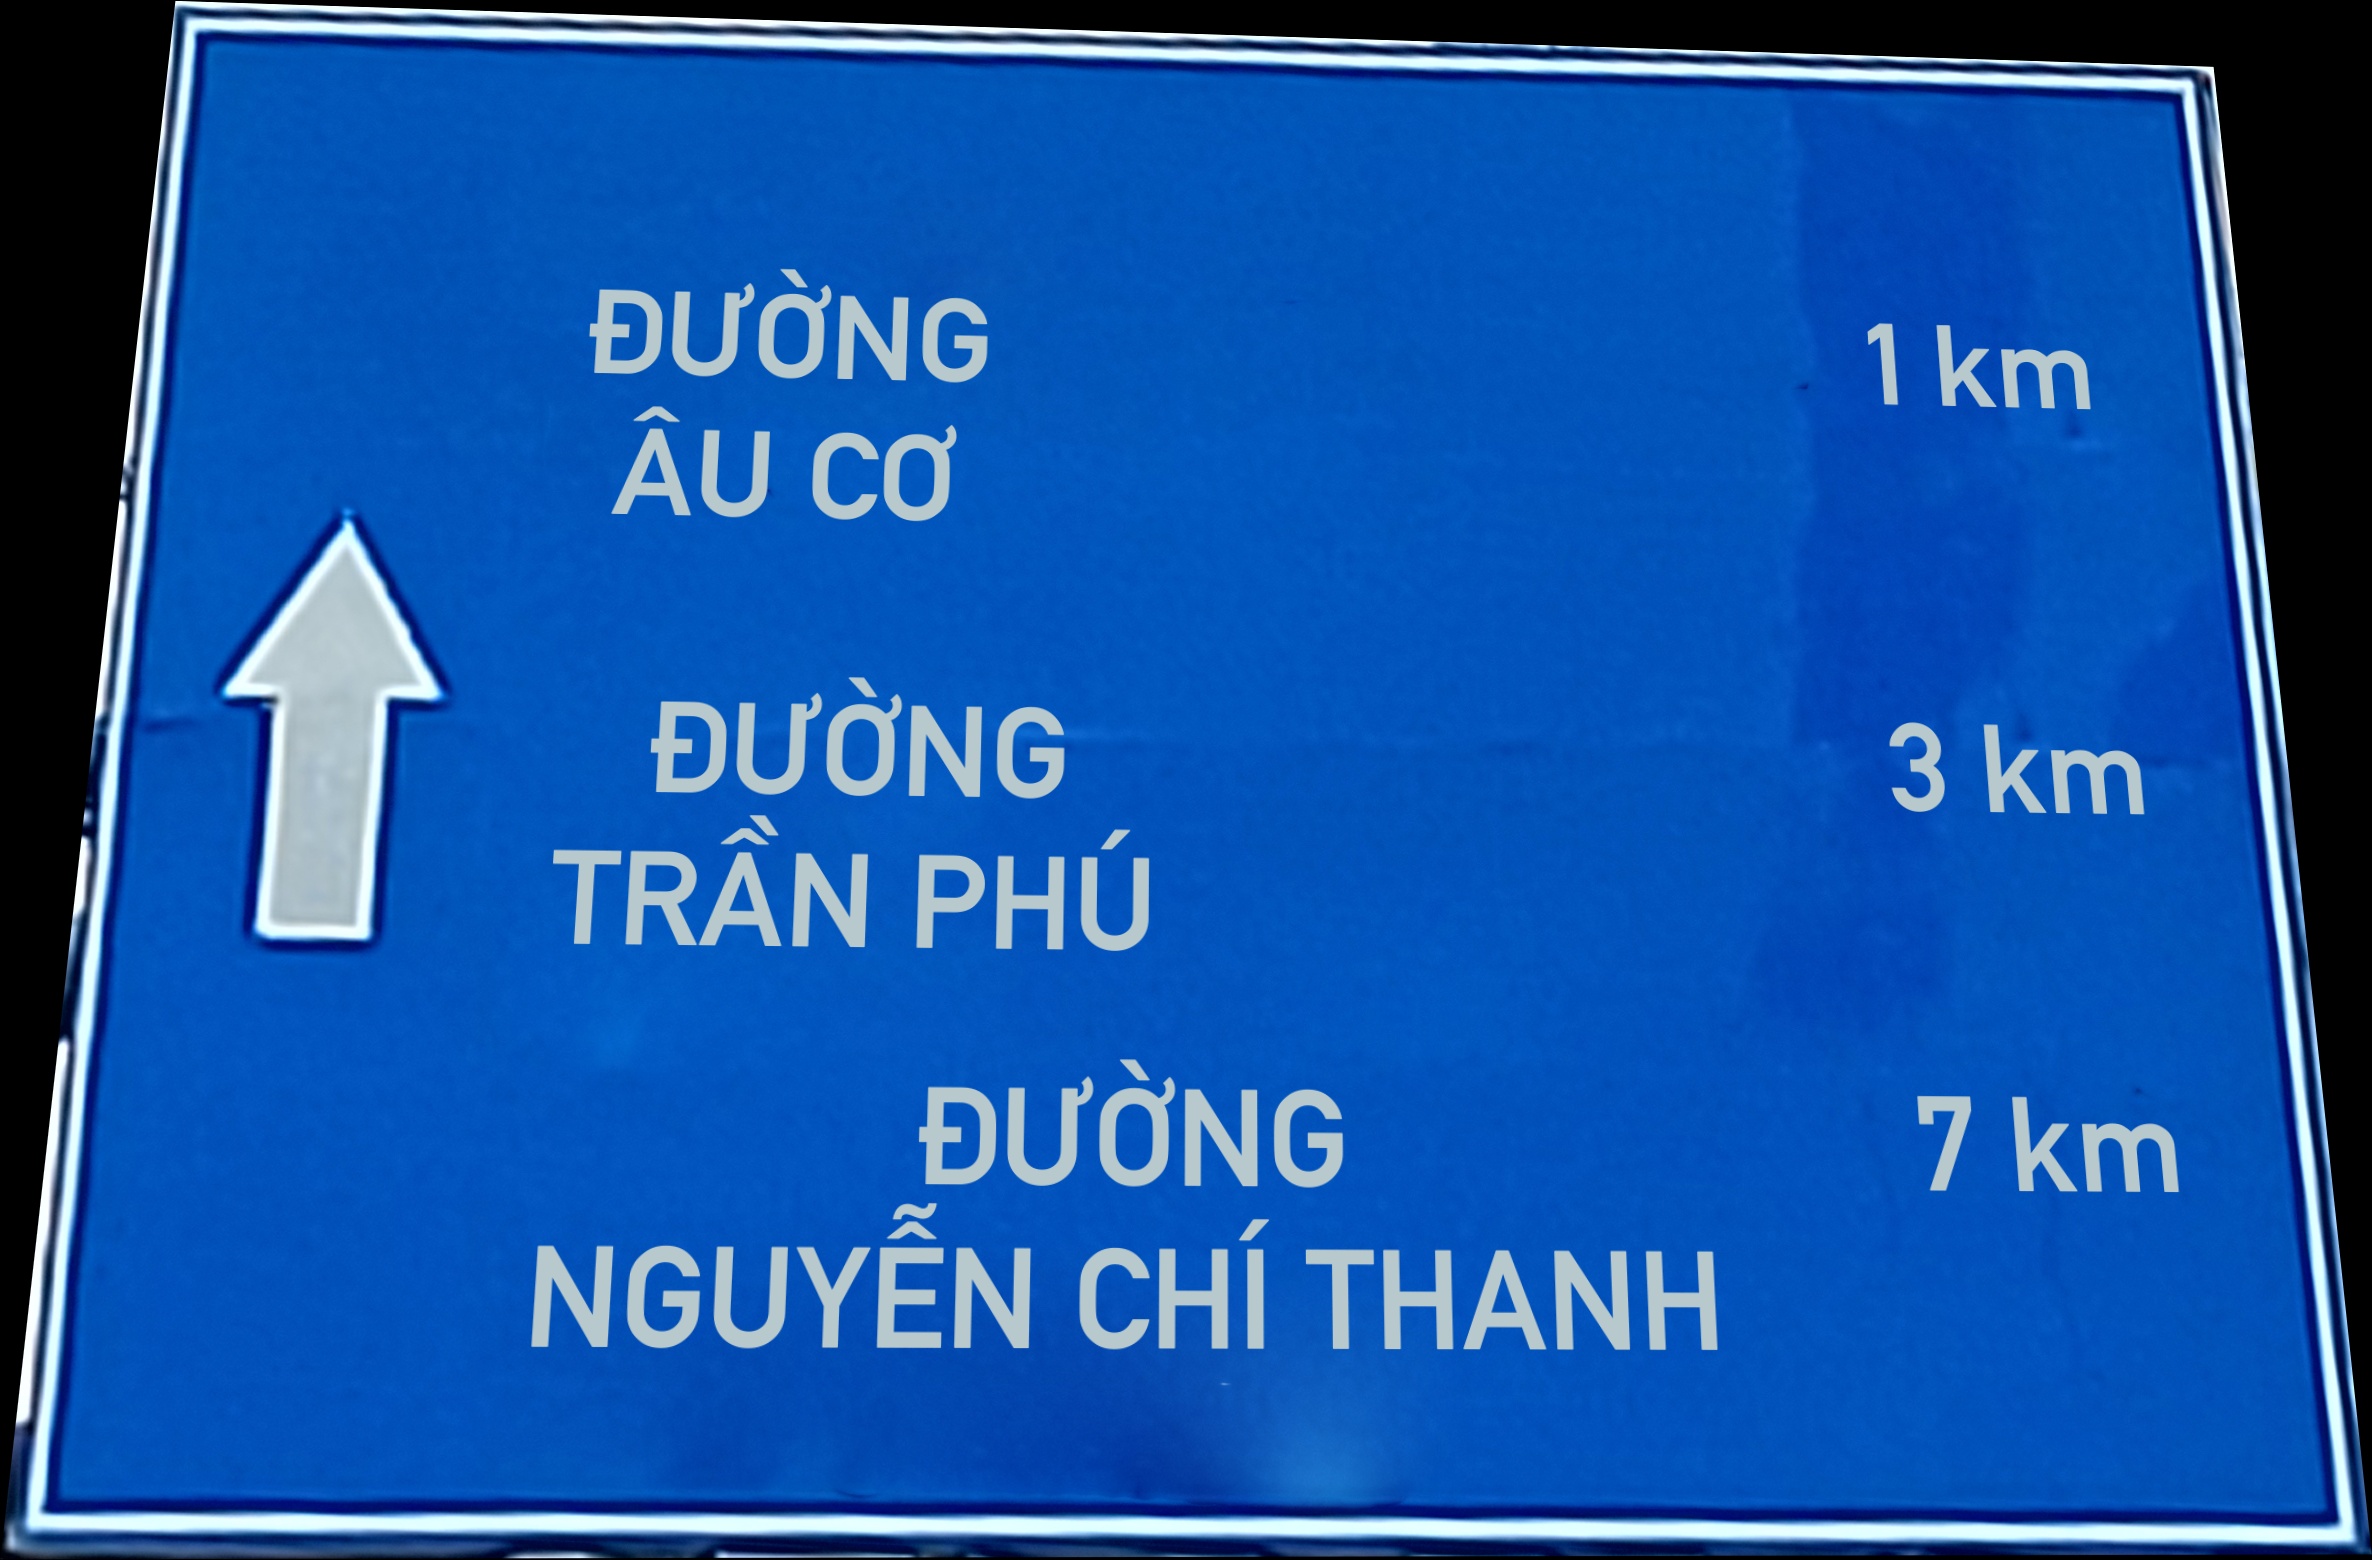 ĐƯỜNG
ÂU CƠ
1 km
ĐƯỜNG
TRẦN PHÚ
3 km
ĐƯỜNG
NGUYỄN CHÍ THANH
7 km